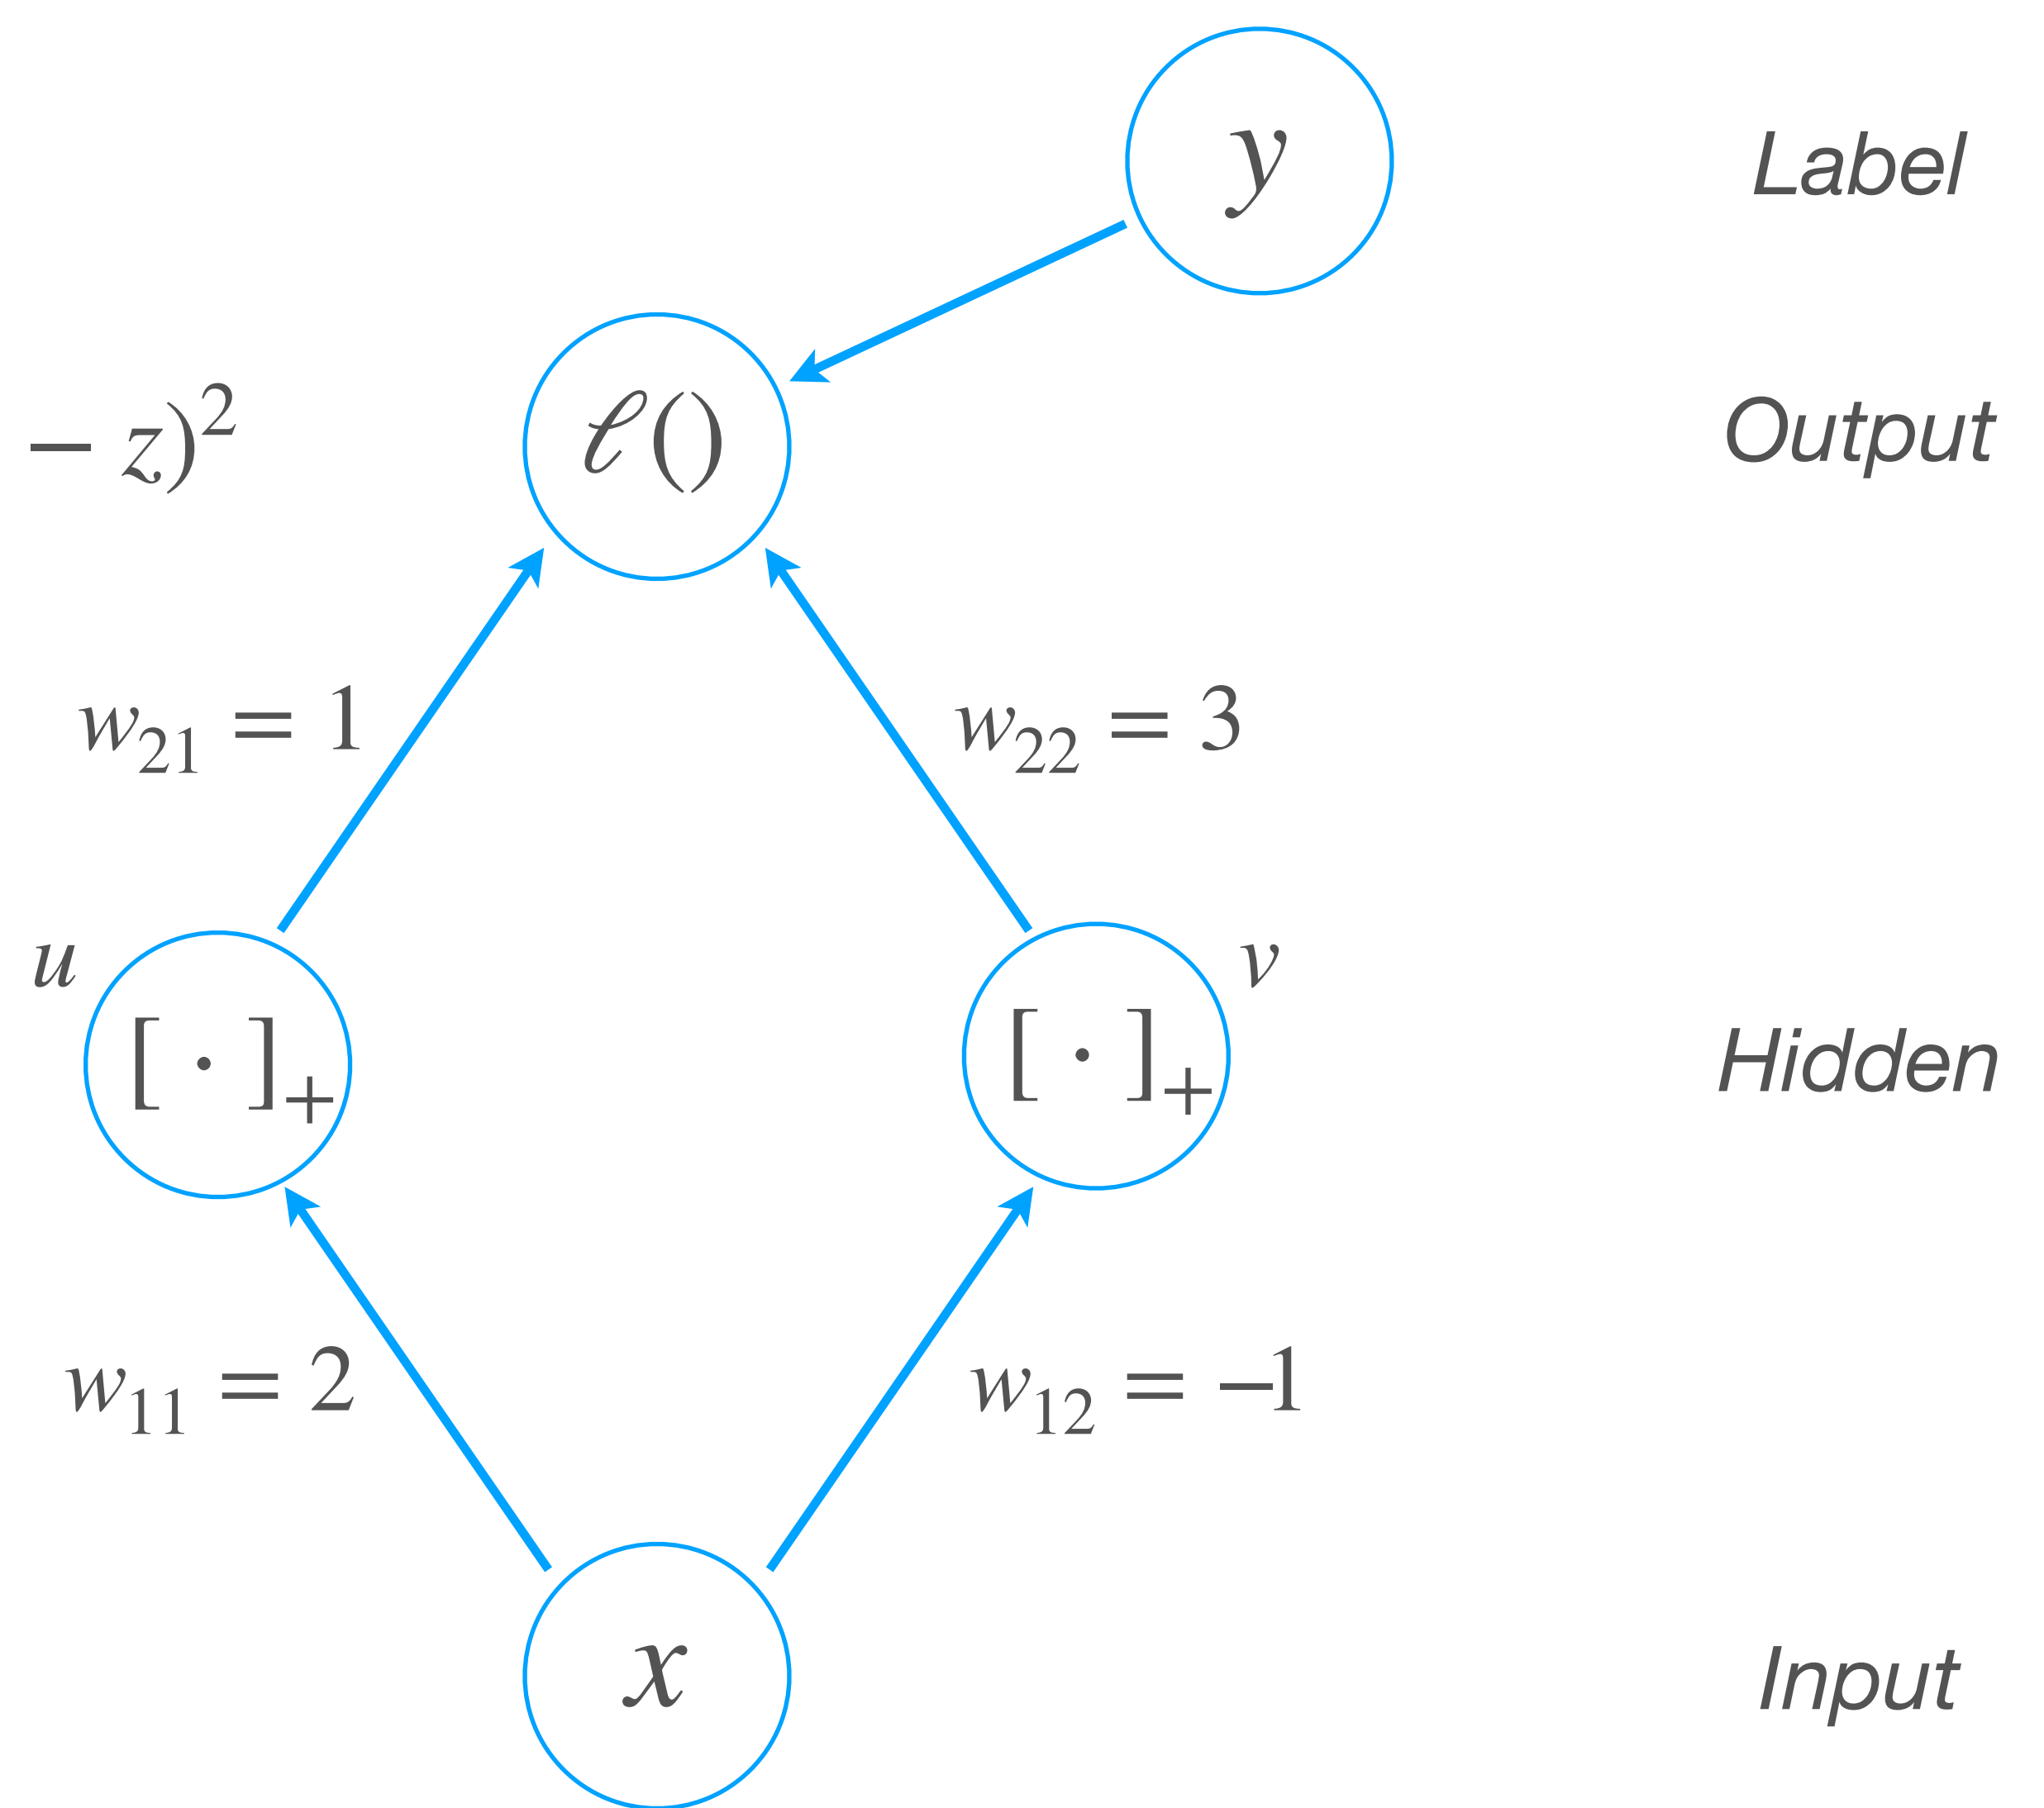 y
Label
− z)²
ℓ()
Output
w₂₁ = 1
w₂₂ = 3
u
v
[ · ]₊
[ · ]₊
Hidden
w₁₁ = 2
w₁₂ = −1
x
Input